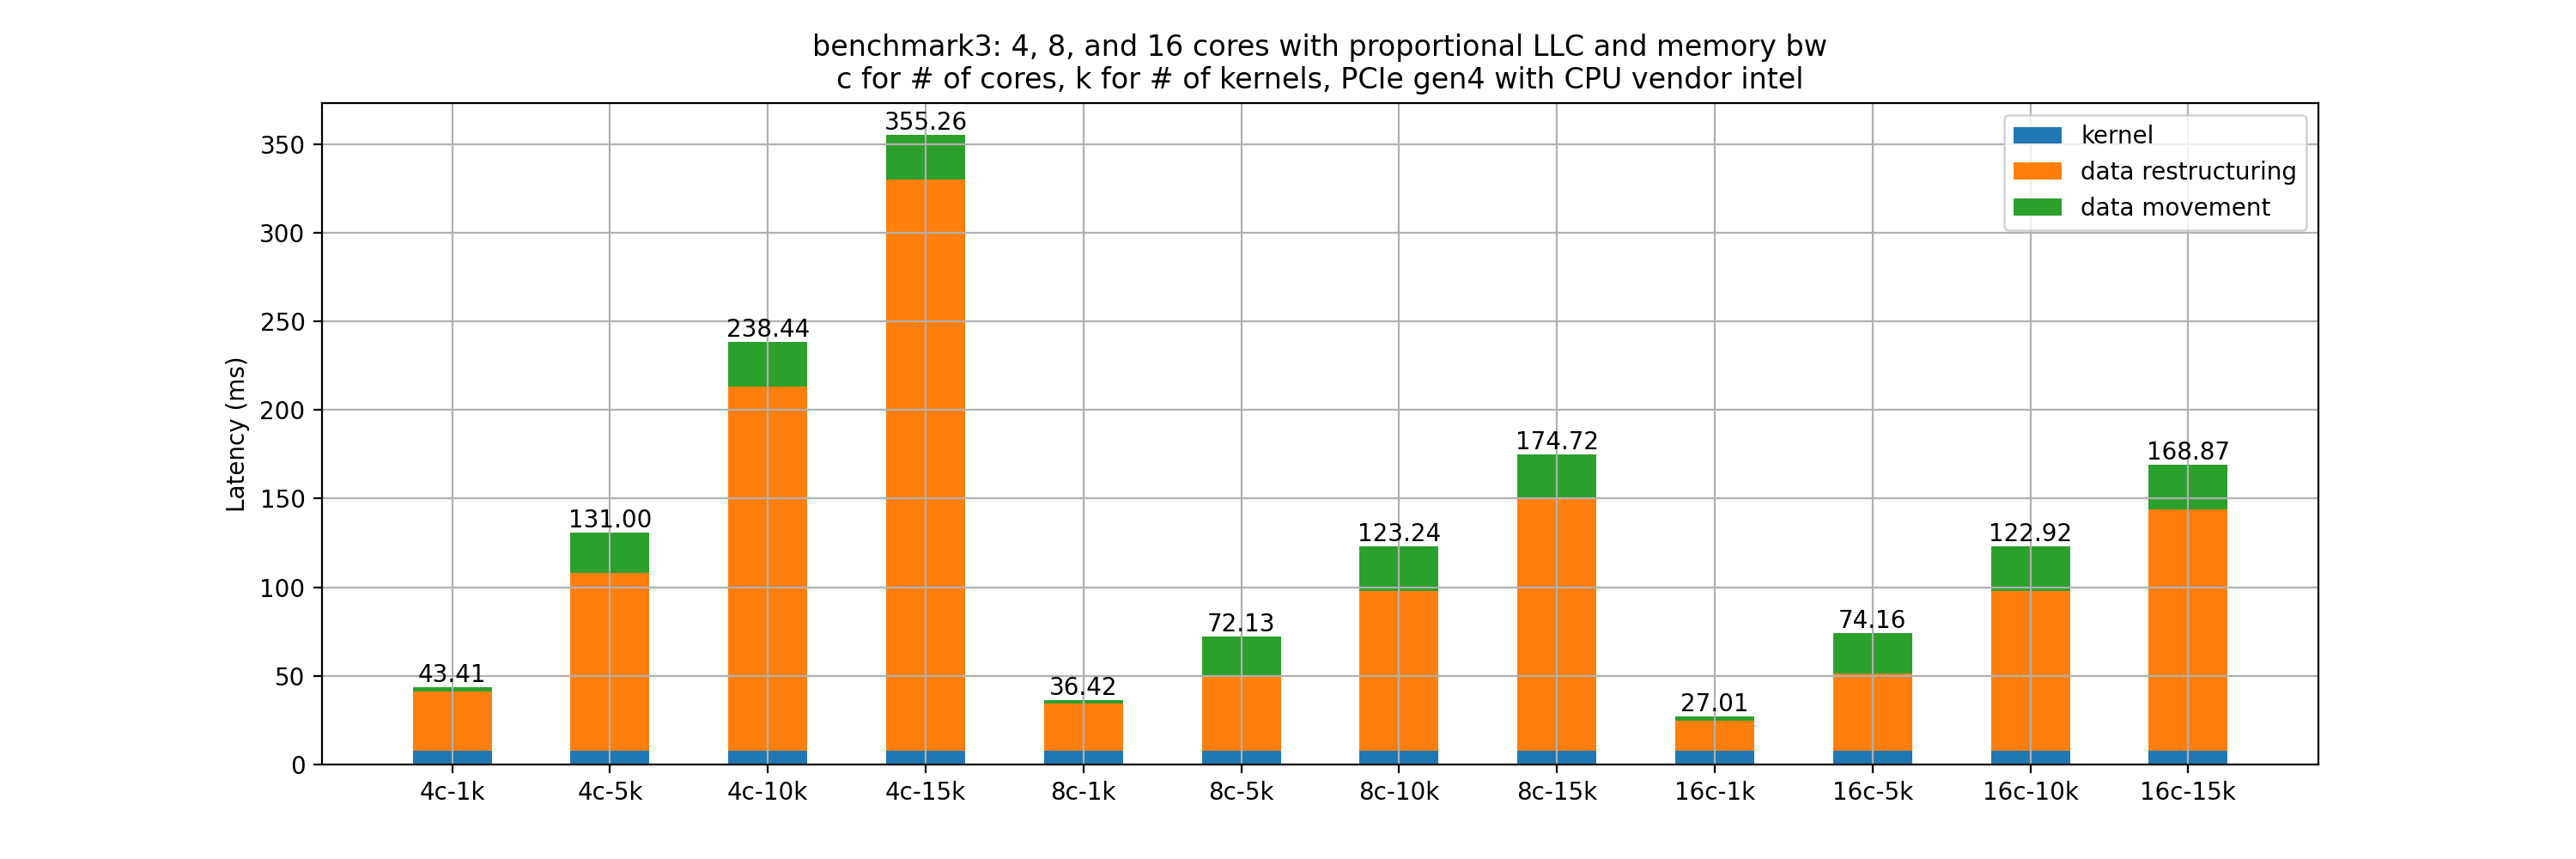 benchmark3: 4, 8, and 16 cores with proportional LLC and memory bw
c for # of cores, k for # of kernels, PCIe gen4 with CPU vendor intel
kernel
data restructuring
data movement
Latency (ms)
350
300
250
200
150
100
50
0
43.41
131.00
238.44
355.26
36.42
72.13
123.24
174.72
27.01
74.16
122.92
168.87
4c-1k
4c-5k
4c-10k
4c-15k
8c-1k
8c-5k
8c-10k
8c-15k
16c-1k
16c-5k
16c-10k
16c-15k